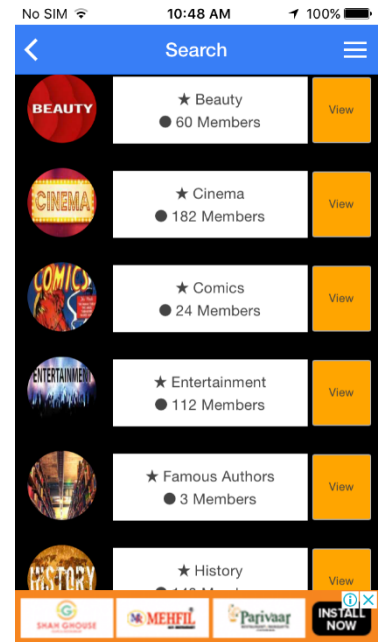 No SIM 10:48 AM 100%
Search
BEAUTY
★ Beauty
● 60 Members
View
CINEMA
★ Cinema
● 182 Members
View
COMICS
★ Comics
● 24 Members
View
ENTERTAINMENT
★ Entertainment
● 112 Members
View
★ Famous Authors
● 3 Members
View
HISTORY
★ History
View
SHAH GHOUSE
MEHFIL
Parivaar
INSTALL
NOW